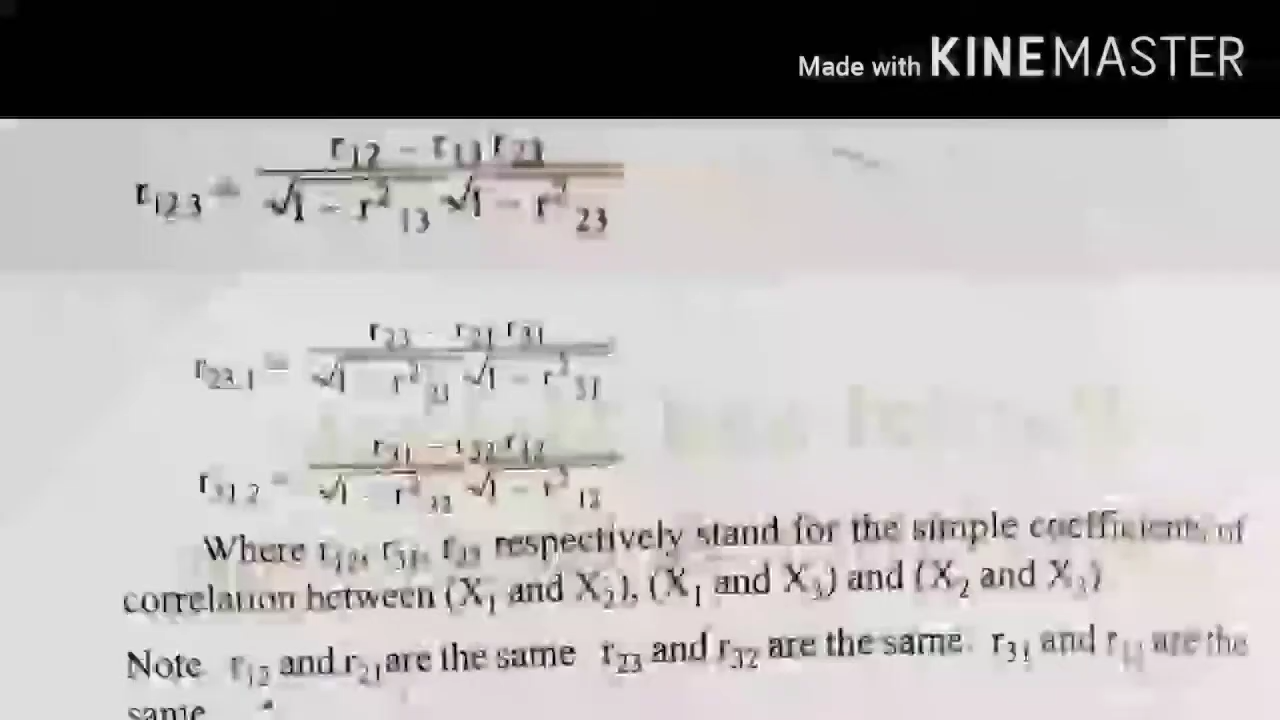 Made with KINEMASTER
r12.3 = r12 − r13 r23 / √1 − r²13 √1 − r²23
r23.1 = r23 − r21 r31 / √1 − r²21 √1 − r²31
r31.2 = r31 − r32 r12 / √1 − r²32 √1 − r²12
Where r12, r31, r23 respectively stand for the simple coefficients of
correlation between (X1 and X2), (X1 and X3) and (X2 and X3)
Note r12 and r21 are the same r23 and r32 are the same. r31 and r13 are the
same